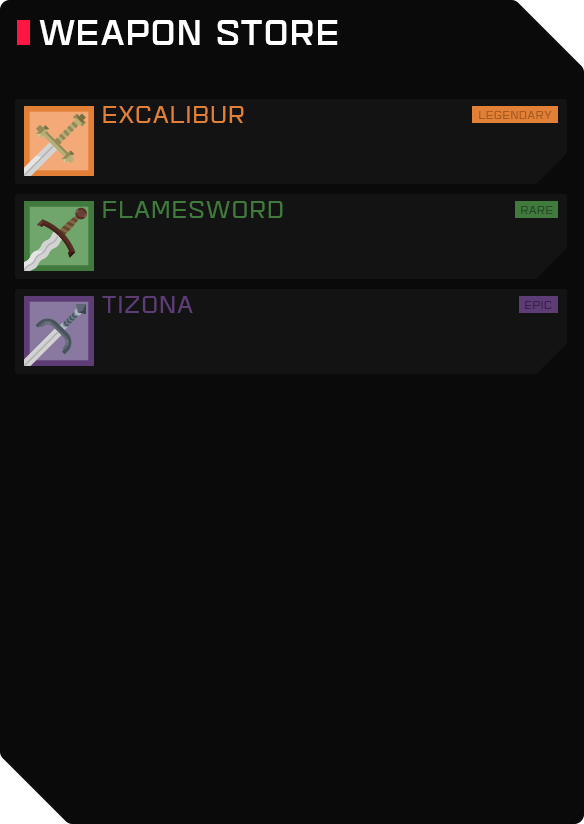 WEAPON STORE
EXCALIBUR LEGENDARY
FLAMESWORD RARE
TIZONA EPIC